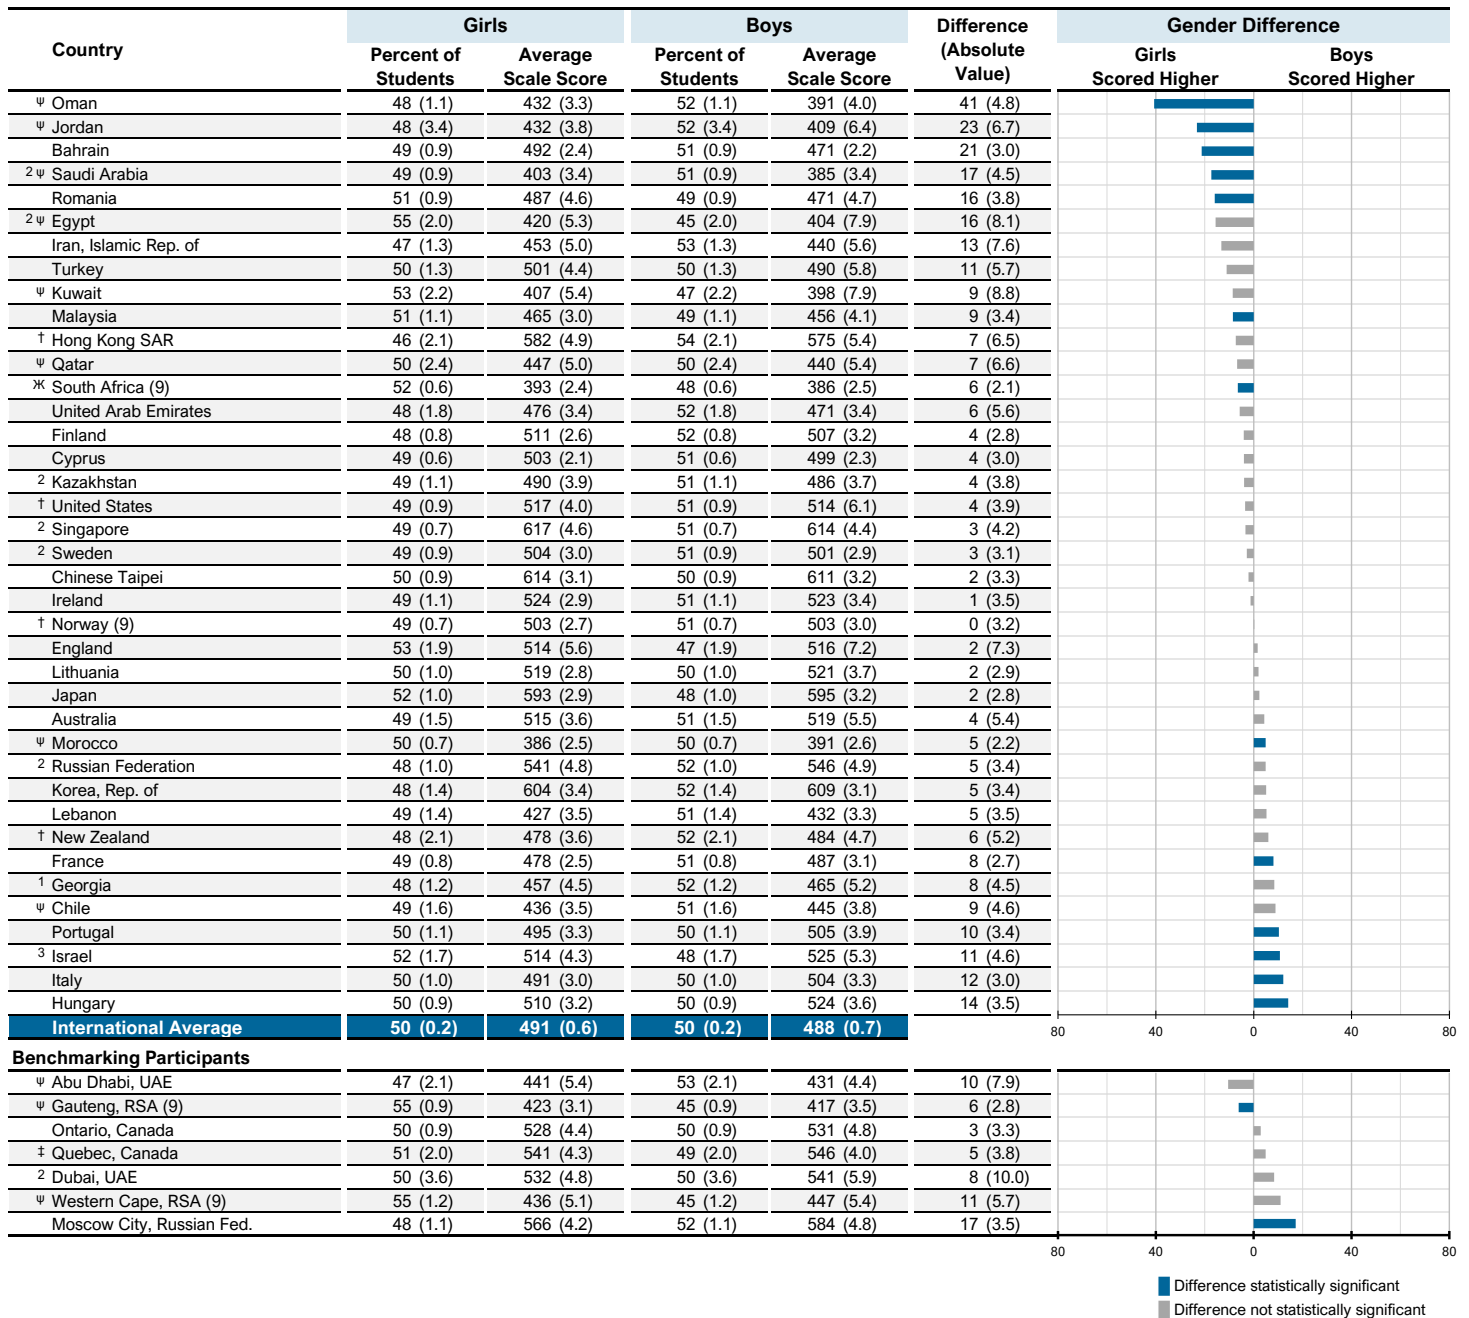 Country Girls Boys Difference (Absolute Value) Gender Difference
Percent of Students Average Scale Score Percent of Students Average Scale Score Girls Scored Higher Boys Scored Higher
ψ Oman 48 (1.1) 432 (3.3) 52 (1.1) 391 (4.0) 41 (4.8)
ψ Jordan 48 (3.4) 432 (3.8) 52 (3.4) 409 (6.4) 23 (6.7)
Bahrain 49 (0.9) 492 (2.4) 51 (0.9) 471 (2.2) 21 (3.0)
2 ψ Saudi Arabia 49 (0.9) 403 (3.4) 51 (0.9) 385 (3.4) 17 (4.5)
Romania 51 (0.9) 487 (4.6) 49 (0.9) 471 (4.7) 16 (3.8)
2 ψ Egypt 55 (2.0) 420 (5.3) 45 (2.0) 404 (7.9) 16 (8.1)
Iran, Islamic Rep. of 47 (1.3) 453 (5.0) 53 (1.3) 440 (5.6) 13 (7.6)
Turkey 50 (1.3) 501 (4.4) 50 (1.3) 490 (5.8) 11 (5.7)
ψ Kuwait 53 (2.2) 407 (5.4) 47 (2.2) 398 (7.9) 9 (8.8)
Malaysia 51 (1.1) 465 (3.0) 49 (1.1) 456 (4.1) 9 (3.4)
† Hong Kong SAR 46 (2.1) 582 (4.9) 54 (2.1) 575 (5.4) 7 (6.5)
ψ Qatar 50 (2.4) 447 (5.0) 50 (2.4) 440 (5.4) 7 (6.6)
Ж South Africa (9) 52 (0.6) 393 (2.4) 48 (0.6) 386 (2.5) 6 (2.1)
United Arab Emirates 48 (1.8) 476 (3.4) 52 (1.8) 471 (3.4) 6 (5.6)
Finland 48 (0.8) 511 (2.6) 52 (0.8) 507 (3.2) 4 (2.8)
Cyprus 49 (0.6) 503 (2.1) 51 (0.6) 499 (2.3) 4 (3.0)
2 Kazakhstan 49 (1.1) 490 (3.9) 51 (1.1) 486 (3.7) 4 (3.8)
† United States 49 (0.9) 517 (4.0) 51 (0.9) 514 (6.1) 4 (3.9)
2 Singapore 49 (0.7) 617 (4.6) 51 (0.7) 614 (4.4) 3 (4.2)
2 Sweden 49 (0.9) 504 (3.0) 51 (0.9) 501 (2.9) 3 (3.1)
Chinese Taipei 50 (0.9) 614 (3.1) 50 (0.9) 611 (3.2) 2 (3.3)
Ireland 49 (1.1) 524 (2.9) 51 (1.1) 523 (3.4) 1 (3.5)
† Norway (9) 49 (0.7) 503 (2.7) 51 (0.7) 503 (3.0) 0 (3.2)
England 53 (1.9) 514 (5.6) 47 (1.9) 516 (7.2) 2 (7.3)
Lithuania 50 (1.0) 519 (2.8) 50 (1.0) 521 (3.7) 2 (2.9)
Japan 52 (1.0) 593 (2.9) 48 (1.0) 595 (3.2) 2 (2.8)
Australia 49 (1.5) 515 (3.6) 51 (1.5) 519 (5.5) 4 (5.4)
ψ Morocco 50 (0.7) 386 (2.5) 50 (0.7) 391 (2.6) 5 (2.2)
2 Russian Federation 48 (1.0) 541 (4.8) 52 (1.0) 546 (4.9) 5 (3.4)
Korea, Rep. of 48 (1.4) 604 (3.4) 52 (1.4) 609 (3.1) 5 (3.4)
Lebanon 49 (1.4) 427 (3.5) 51 (1.4) 432 (3.3) 5 (3.5)
† New Zealand 48 (2.1) 478 (3.6) 52 (2.1) 484 (4.7) 6 (5.2)
France 49 (0.8) 478 (2.5) 51 (0.8) 487 (3.1) 8 (2.7)
1 Georgia 48 (1.2) 457 (4.5) 52 (1.2) 465 (5.2) 8 (4.5)
ψ Chile 49 (1.6) 436 (3.5) 51 (1.6) 445 (3.8) 9 (4.6)
Portugal 50 (1.1) 495 (3.3) 50 (1.1) 505 (3.9) 10 (3.4)
3 Israel 52 (1.7) 514 (4.3) 48 (1.7) 525 (5.3) 11 (4.6)
Italy 50 (1.0) 491 (3.0) 50 (1.0) 504 (3.3) 12 (3.0)
Hungary 50 (0.9) 510 (3.2) 50 (0.9) 524 (3.6) 14 (3.5)
International Average 50 (0.2) 491 (0.6) 50 (0.2) 488 (0.7)
80 40 0 40 80
Benchmarking Participants
ψ Abu Dhabi, UAE 47 (2.1) 441 (5.4) 53 (2.1) 431 (4.4) 10 (7.9)
ψ Gauteng, RSA (9) 55 (0.9) 423 (3.1) 45 (0.9) 417 (3.5) 6 (2.8)
Ontario, Canada 50 (0.9) 528 (4.4) 50 (0.9) 531 (4.8) 3 (3.3)
‡ Quebec, Canada 51 (2.0) 541 (4.3) 49 (2.0) 546 (4.0) 5 (3.8)
2 Dubai, UAE 50 (3.6) 532 (4.8) 50 (3.6) 541 (5.9) 8 (10.0)
ψ Western Cape, RSA (9) 55 (1.2) 436 (5.1) 45 (1.2) 447 (5.4) 11 (5.7)
Moscow City, Russian Fed. 48 (1.1) 566 (4.2) 52 (1.1) 584 (4.8) 17 (3.5)
80 40 0 40 80
Difference statistically significant
Difference not statistically significant